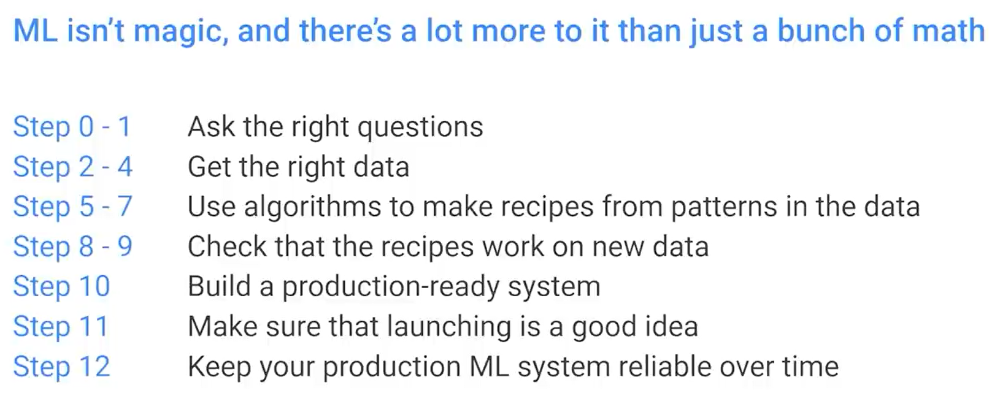 ML isn't magic, and there's a lot more to it than just a bunch of math
Step 0 - 1 Ask the right questions
Step 2 - 4 Get the right data
Step 5 - 7 Use algorithms to make recipes from patterns in the data
Step 8 - 9 Check that the recipes work on new data
Step 10 Build a production-ready system
Step 11 Make sure that launching is a good idea
Step 12 Keep your production ML system reliable over time